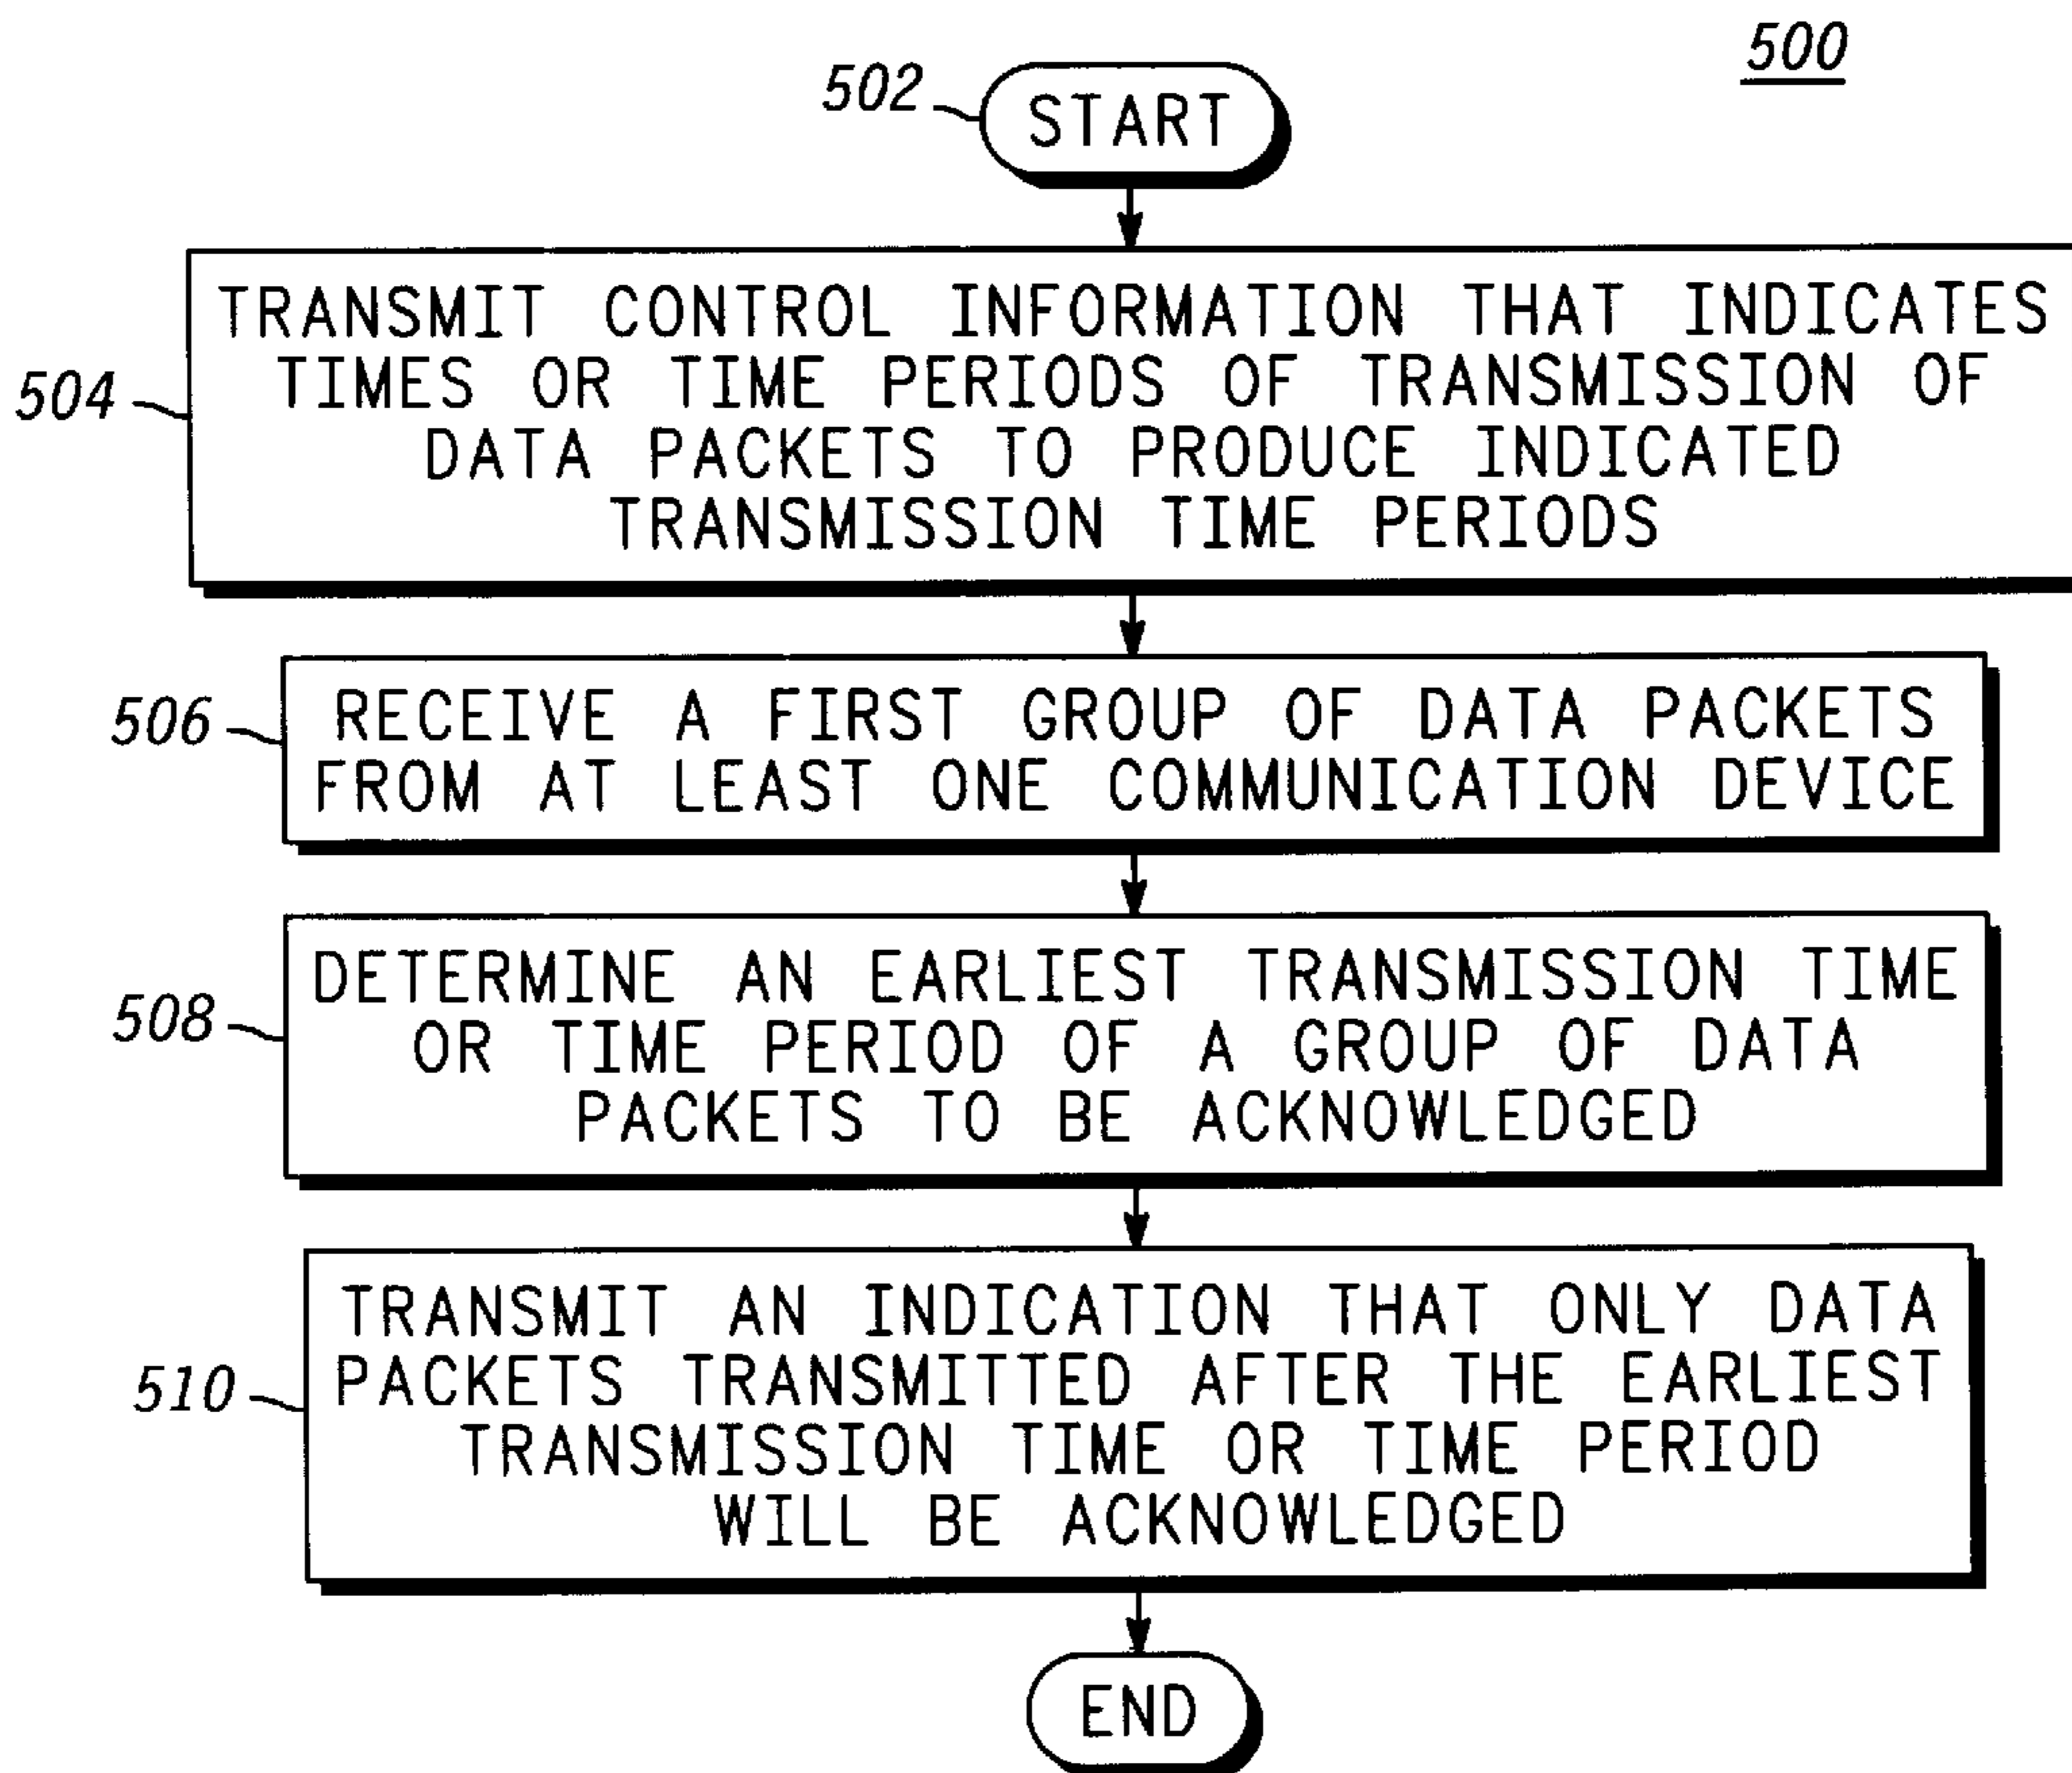 500
502
START
TRANSMIT CONTROL INFORMATION THAT INDICATES
TIMES OR TIME PERIODS OF TRANSMISSION OF
DATA PACKETS TO PRODUCE INDICATED
TRANSMISSION TIME PERIODS
504
RECEIVE A FIRST GROUP OF DATA PACKETS
FROM AT LEAST ONE COMMUNICATION DEVICE
506
DETERMINE AN EARLIEST TRANSMISSION TIME
OR TIME PERIOD OF A GROUP OF DATA
PACKETS TO BE ACKNOWLEDGED
508
TRANSMIT AN INDICATION THAT ONLY DATA
PACKETS TRANSMITTED AFTER THE EARLIEST
TRANSMISSION TIME OR TIME PERIOD
WILL BE ACKNOWLEDGED
510
END